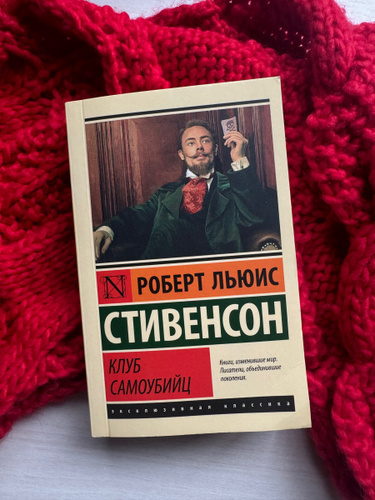 N
РОБЕРТ ЛЬЮИС
СТИВЕНСОН
КЛУБ
САМОУБИЙЦ
Книги, изменившие мир.
Писатели, объединившие
поколения.
ЭКСКЛЮЗИВНАЯ КЛАССИКА